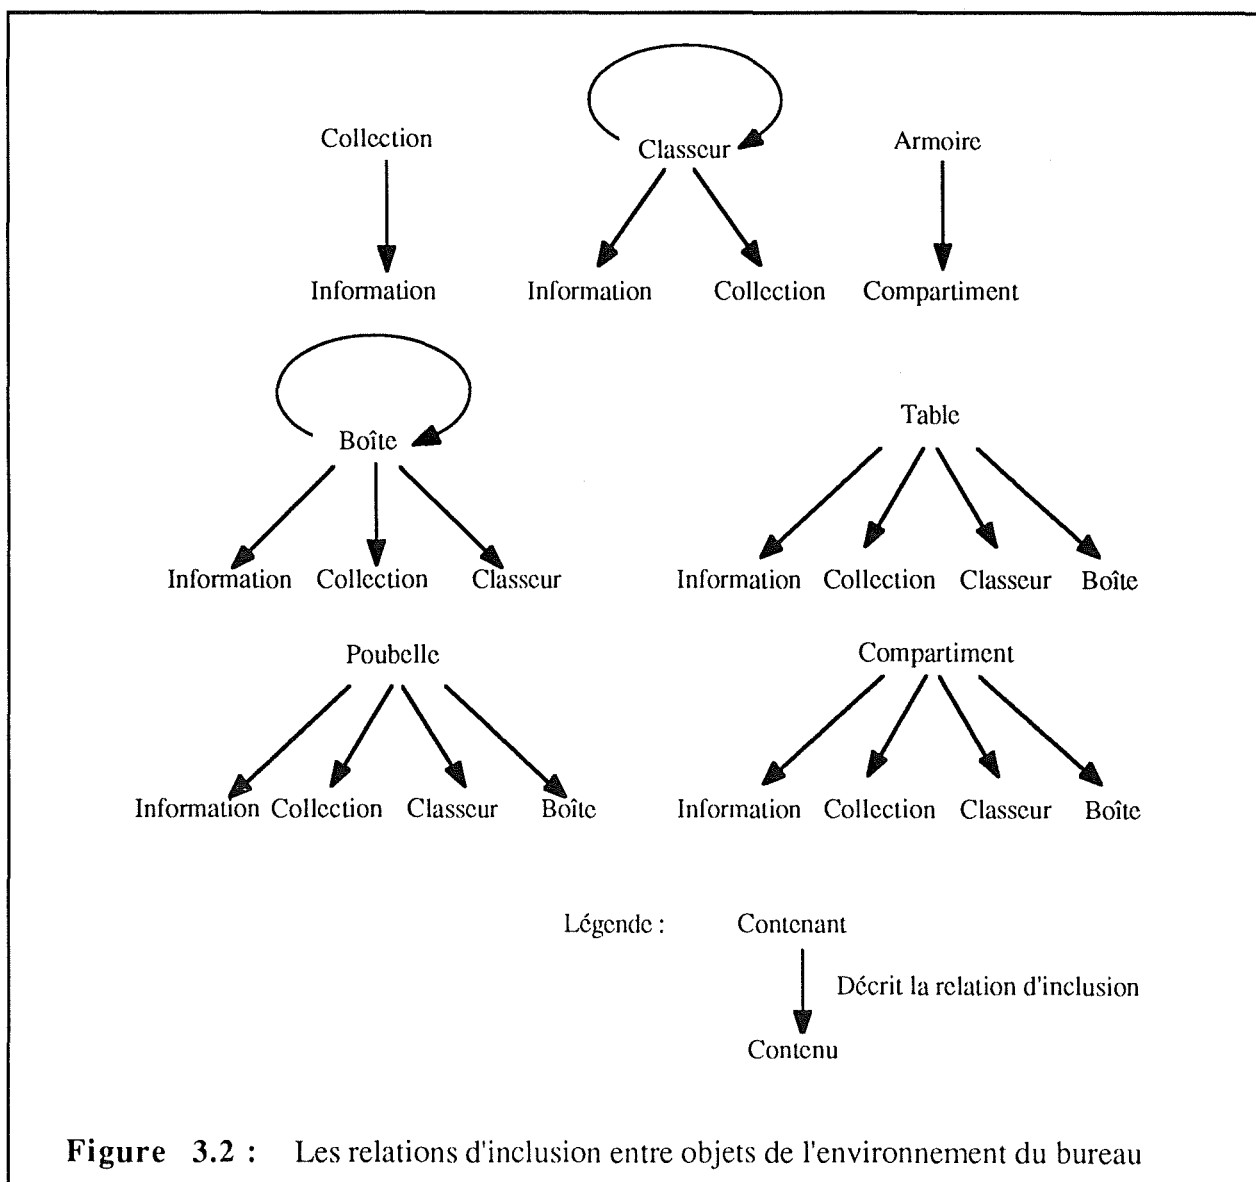 Collection Classeur Armoire
Information Information Collection Compartiment
Boîte Table
Information Collection Classeur Information Collection Classeur Boîte
Poubelle Compartiment
Information Collection Classeur Boîte Information Collection Classeur Boîte
Légende : Contenant
Décrit la relation d'inclusion
Contenu
Figure 3.2 : Les relations d'inclusion entre objets de l'environnement du bureau